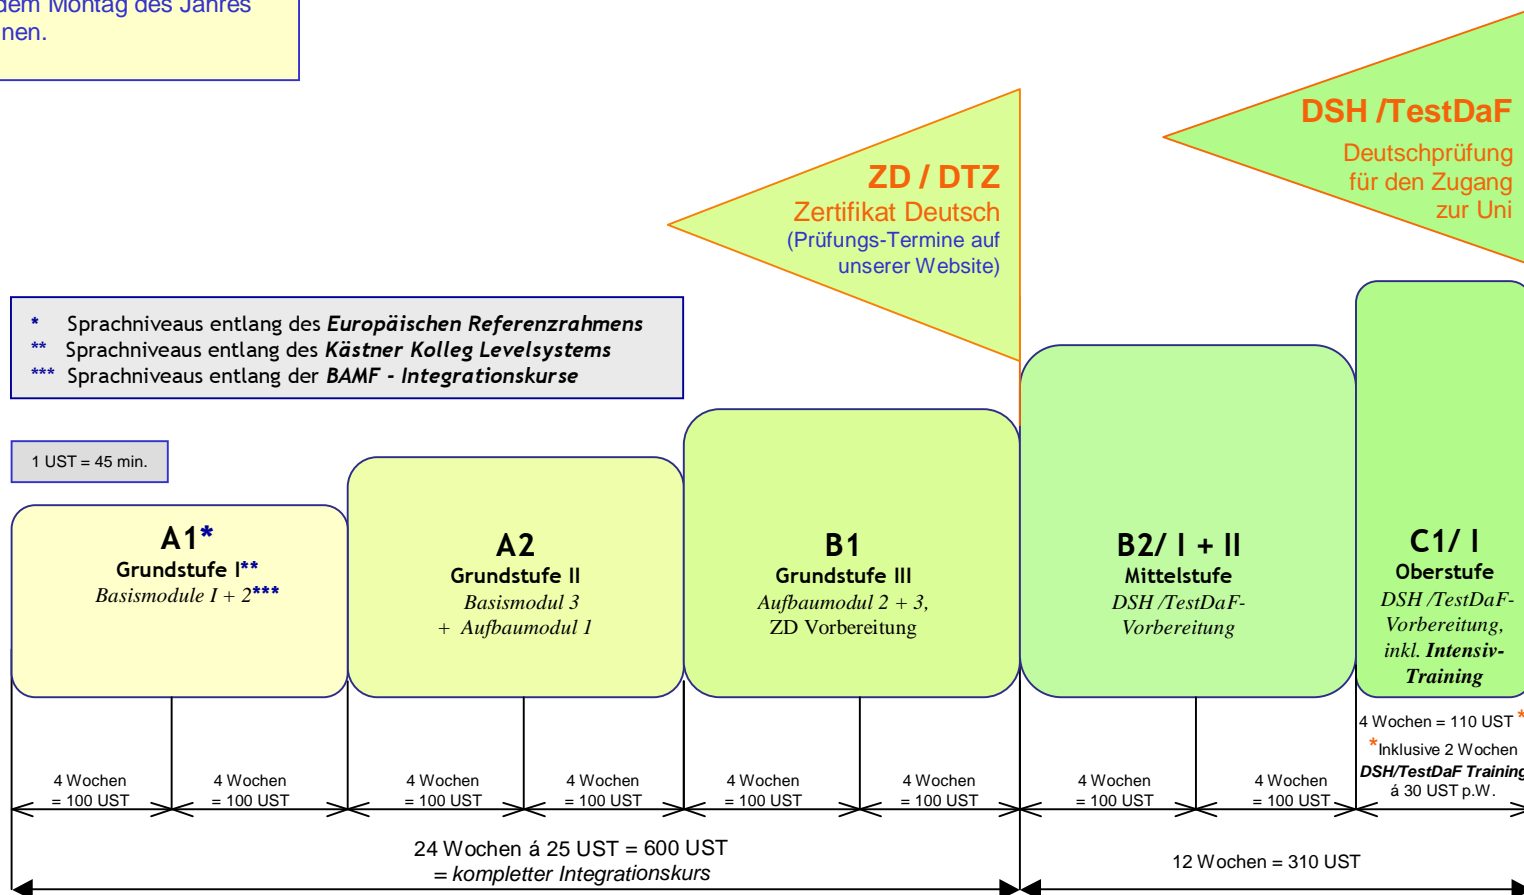 dem Montag des Jahres
nen.
DSH /TestDaF
Deutschprüfung
für den Zugang
zur Uni
ZD / DTZ
Zertifikat Deutsch
(Prüfungs-Termine auf
unserer Website)
* Sprachniveaus entlang des Europäischen Referenzrahmens
** Sprachniveaus entlang des Kästner Kolleg Levelsystems
*** Sprachniveaus entlang der BAMF - Integrationskurse
1 UST = 45 min.
A1*
Grundstufe I**
Basismodule I + 2***
A2
Grundstufe II
Basismodul 3
+ Aufbaumodul 1
B1
Grundstufe III
Aufbaumodul 2 + 3,
ZD Vorbereitung
B2/ I + II
Mittelstufe
DSH /TestDaF-
Vorbereitung
C1/ I
Oberstufe
DSH /TestDaF-
Vorbereitung,
inkl. Intensiv-
Training
4 Wochen
= 100 UST
4 Wochen
= 100 UST
4 Wochen
= 100 UST
4 Wochen
= 100 UST
4 Wochen
= 100 UST
4 Wochen
= 100 UST
4 Wochen
= 100 UST
4 Wochen
= 100 UST
4 Wochen = 110 UST *
*Inklusive 2 Wochen
DSH/TestDaF Training
á 30 UST p.W.
24 Wochen á 25 UST = 600 UST
= kompletter Integrationskurs
12 Wochen = 310 UST